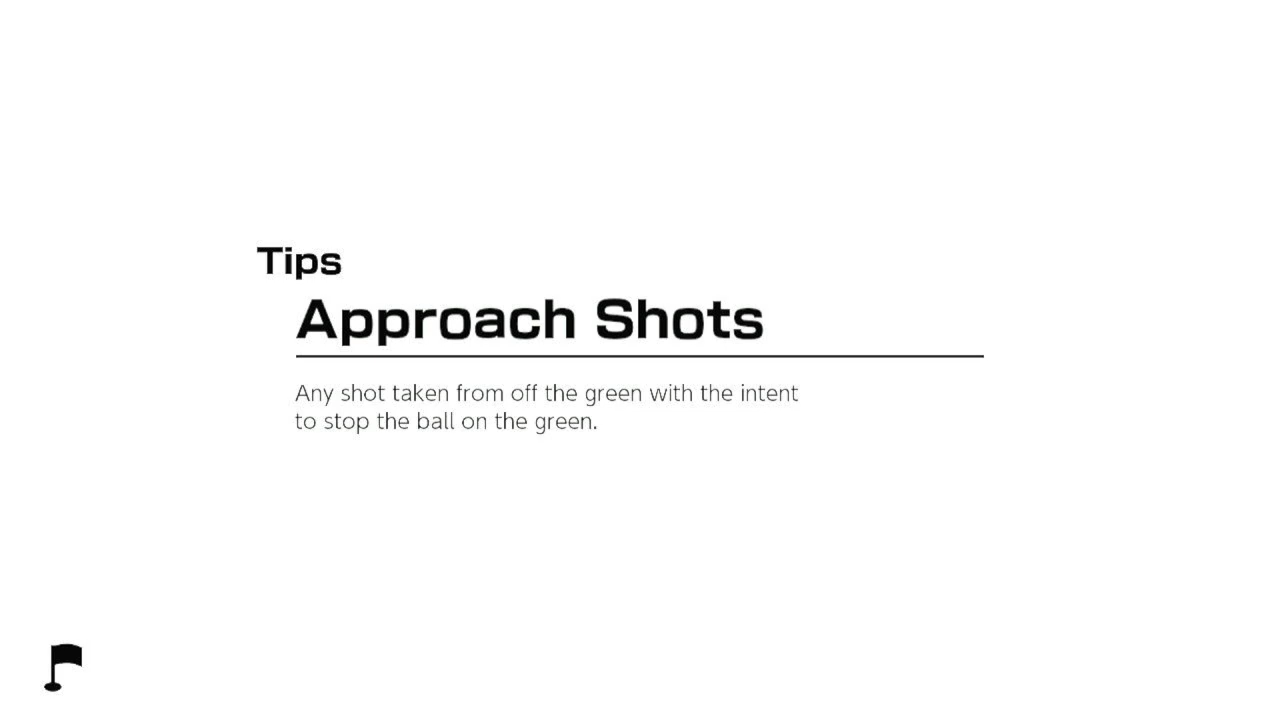 Tips
Approach Shots
Any shot taken from off the green with the intent
to stop the ball on the green.